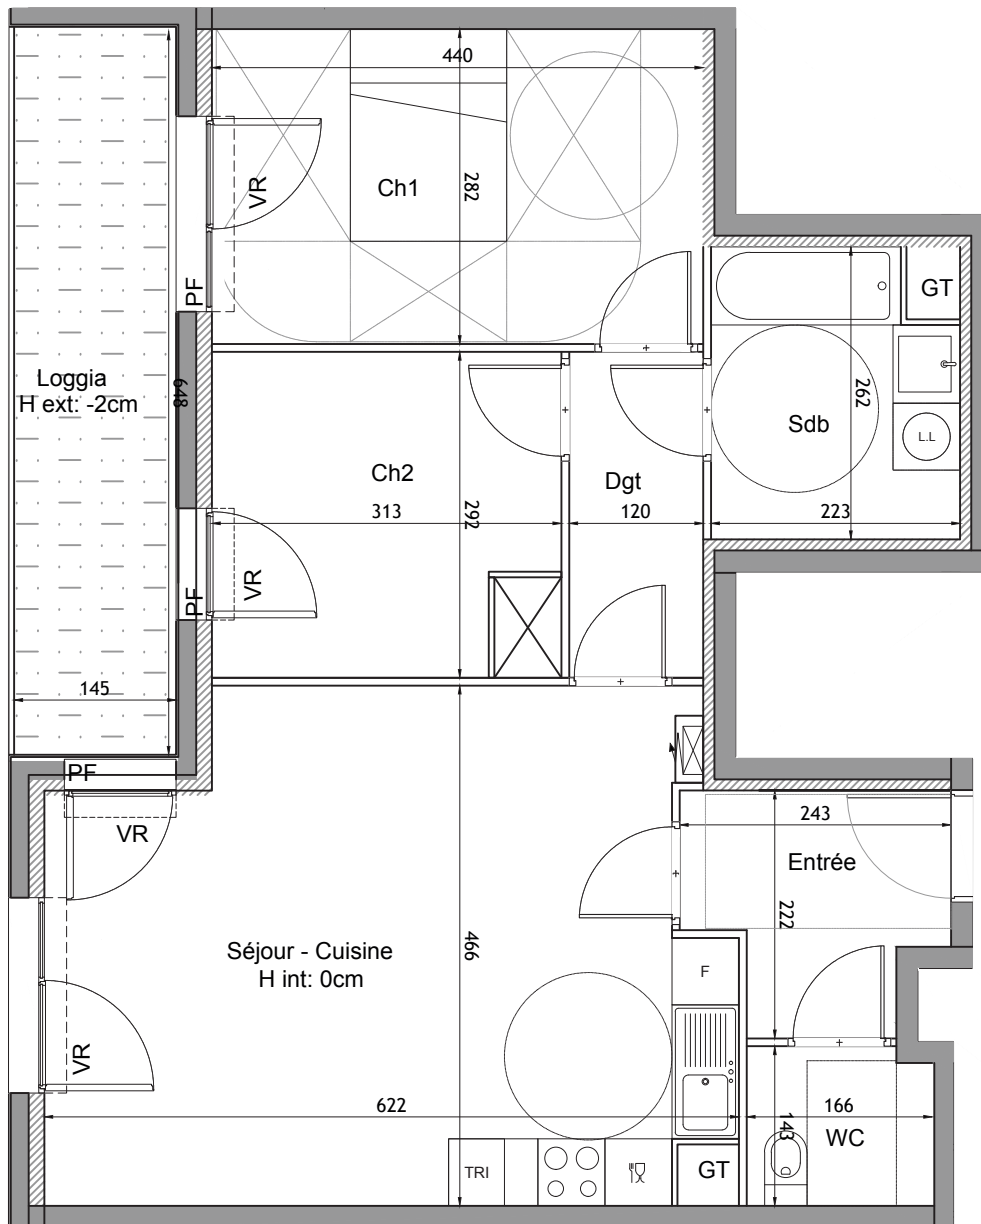 440
282
Ch1
VR
PF
GT
Loggia
H ext: -2cm
648
262
Sdb
L.L
Ch2
Dgt
313
292
120
223
VR
PF
145
PF
VR
243
Entrée
222
Séjour - Cuisine
H int: 0cm
466
F
VR
622
166
143
WC
TRI
GT